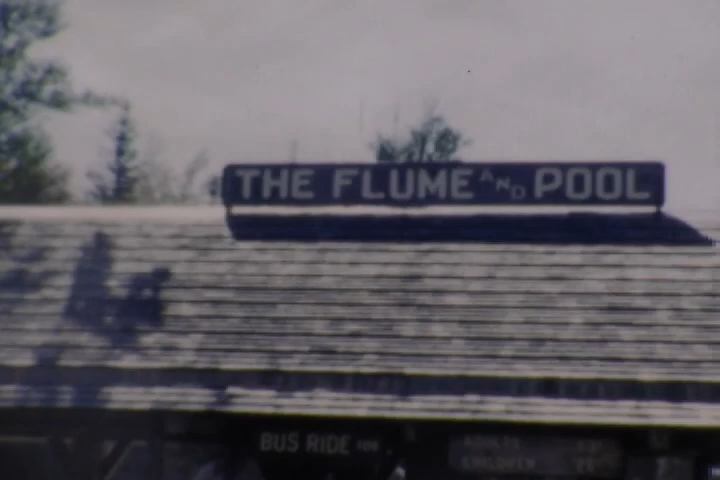 THE FLUME AND POOL
BUS RIDE
ADULTS
CHILDREN